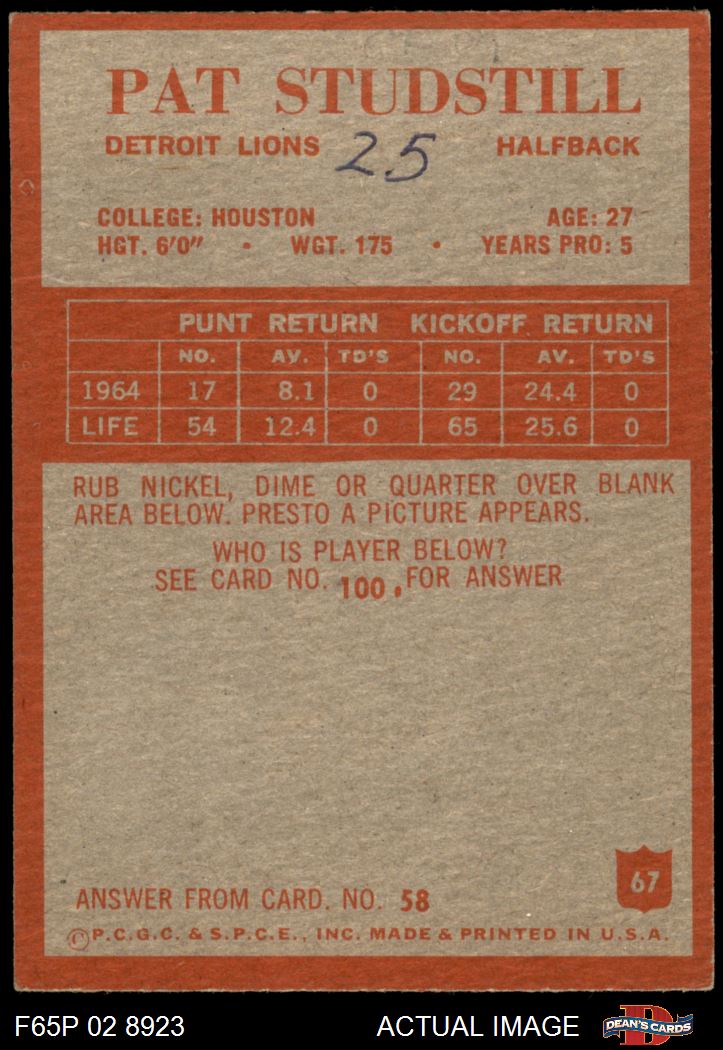 PAT STUDSTILL
DETROIT LIONS 25 HALFBACK
COLLEGE: HOUSTON AGE: 27
HGT. 6'0" • WGT. 175 • YEARS PRO: 5
PUNT RETURN KICKOFF RETURN
NO. AV. TD'S NO. AV. TD'S
1964 17 8.1 0 29 24.4 0
LIFE 54 12.4 0 65 25.6 0
RUB NICKEL, DIME OR QUARTER OVER BLANK
AREA BELOW. PRESTO A PICTURE APPEARS.
WHO IS PLAYER BELOW?
SEE CARD NO. 100. FOR ANSWER
67
ANSWER FROM CARD. NO. 58
©P.C.G.C. & S.P.C.E., INC. MADE & PRINTED IN U.S.A.
F65P 02 8923 ACTUAL IMAGE D DEAN'S CARDS